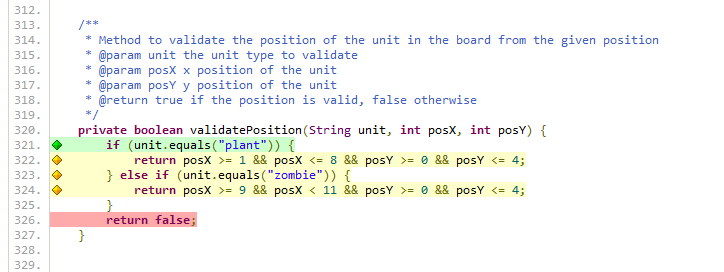 312.
313. /**
314. * Method to validate the position of the unit in the board from the given position
315. * @param unit the unit type to validate
316. * @param posX x position of the unit
317. * @param posY y position of the unit
318. * @return true if the position is valid, false otherwise
319. */
320. private boolean validatePosition(String unit, int posX, int posY) {
321. if (unit.equals("plant")) {
322. return posX >= 1 && posX <= 8 && posY >= 0 && posY <= 4;
323. } else if (unit.equals("zombie")) {
324. return posX >= 9 && posX < 11 && posY >= 0 && posY <= 4;
325. }
326. return false;
327. }
328.
329.